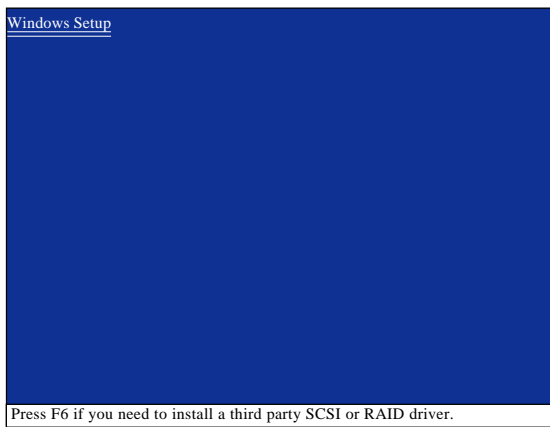 Windows Setup
Press F6 if you need to install a third party SCSI or RAID driver.